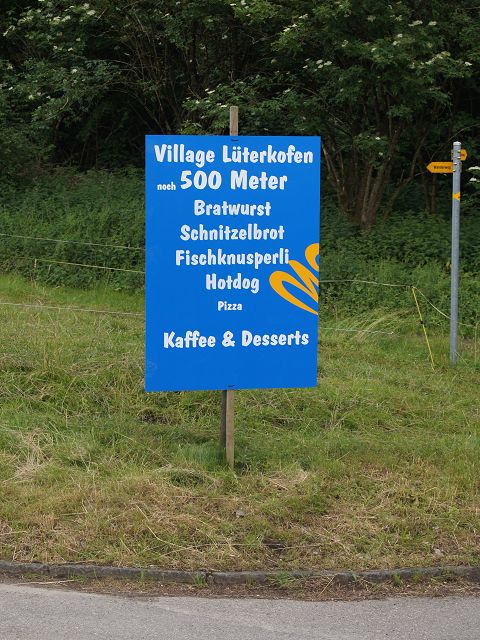 Village Lüterkofen
noch 500 Meter
Bratwurst
Schnitzelbrot
Fischknusperli
Hotdog
Pizza
Kaffee & Desserts